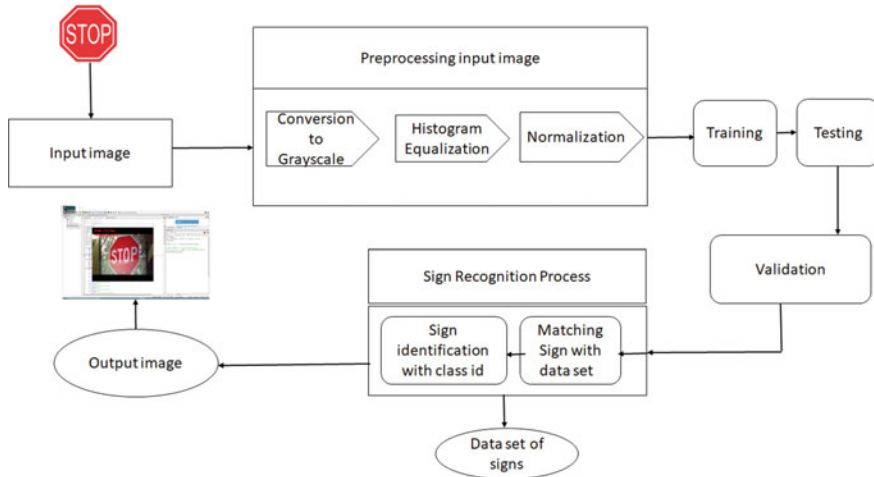 STOP
Preprocessing input image
Conversion
to
Grayscale
Histogram
Equalization
Normalization
Training
Testing
Input image
STOP
Validation
Sign Recognition Process
Sign
identification
with class id
Matching
Sign with
data set
Output image
Data set of
signs